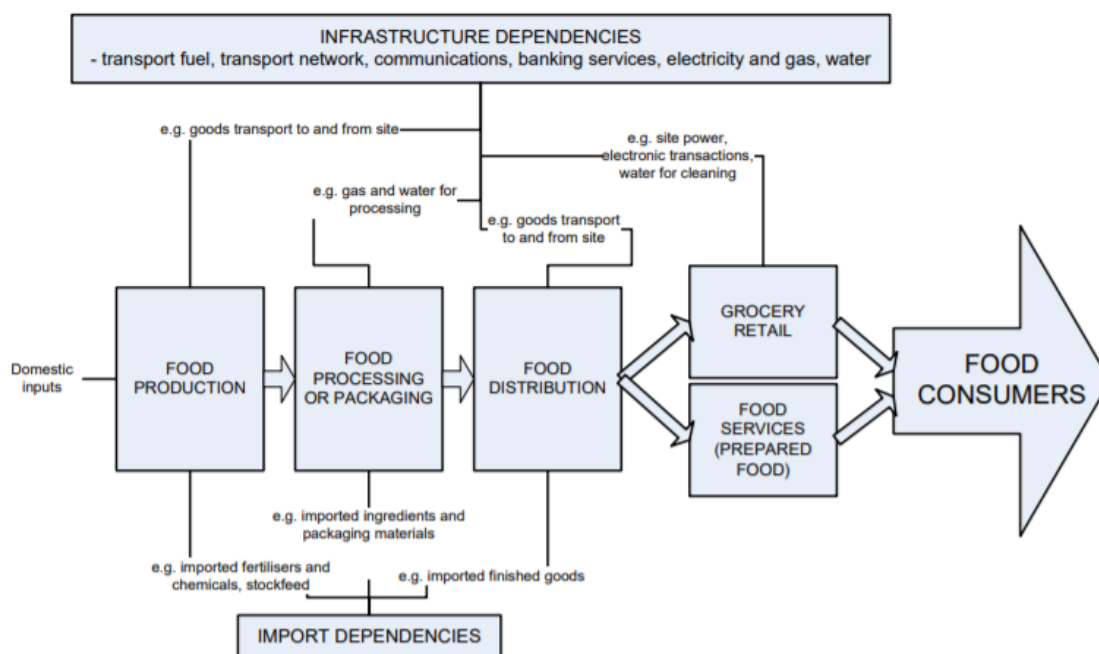 INFRASTRUCTURE DEPENDENCIES
- transport fuel, transport network, communications, banking services, electricity and gas, water
e.g. goods transport to and from site
e.g. site power,
electronic transactions,
water for cleaning
e.g. gas and water for
processing
e.g. goods transport
to and from site
Domestic
inputs
FOOD
PRODUCTION
FOOD
PROCESSING
OR PACKAGING
FOOD
DISTRIBUTION
GROCERY
RETAIL
FOOD
SERVICES
(PREPARED
FOOD)
FOOD
CONSUMERS
e.g. imported ingredients and
packaging materials
e.g. imported fertilisers and
chemicals, stockfeed
e.g. imported finished goods
IMPORT DEPENDENCIES